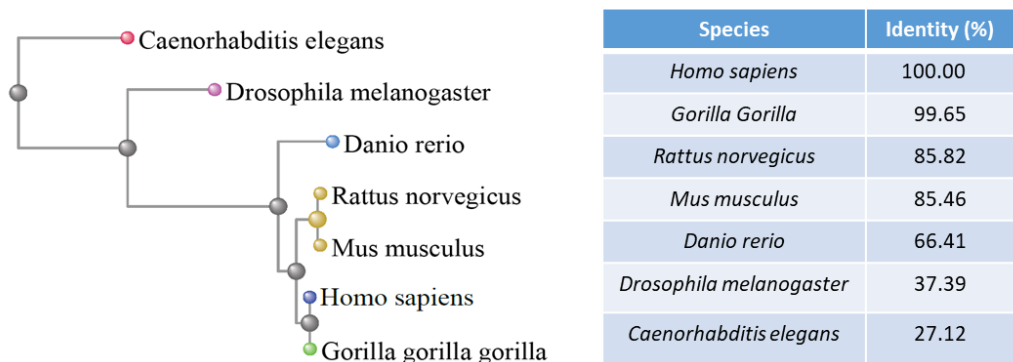 Caenorhabditis elegans
Drosophila melanogaster
Danio rerio
Rattus norvegicus
Mus musculus
Homo sapiens
Gorilla gorilla gorilla
Species Identity (%)
Homo sapiens 100.00
Gorilla Gorilla 99.65
Rattus norvegicus 85.82
Mus musculus 85.46
Danio rerio 66.41
Drosophila melanogaster 37.39
Caenorhabditis elegans 27.12